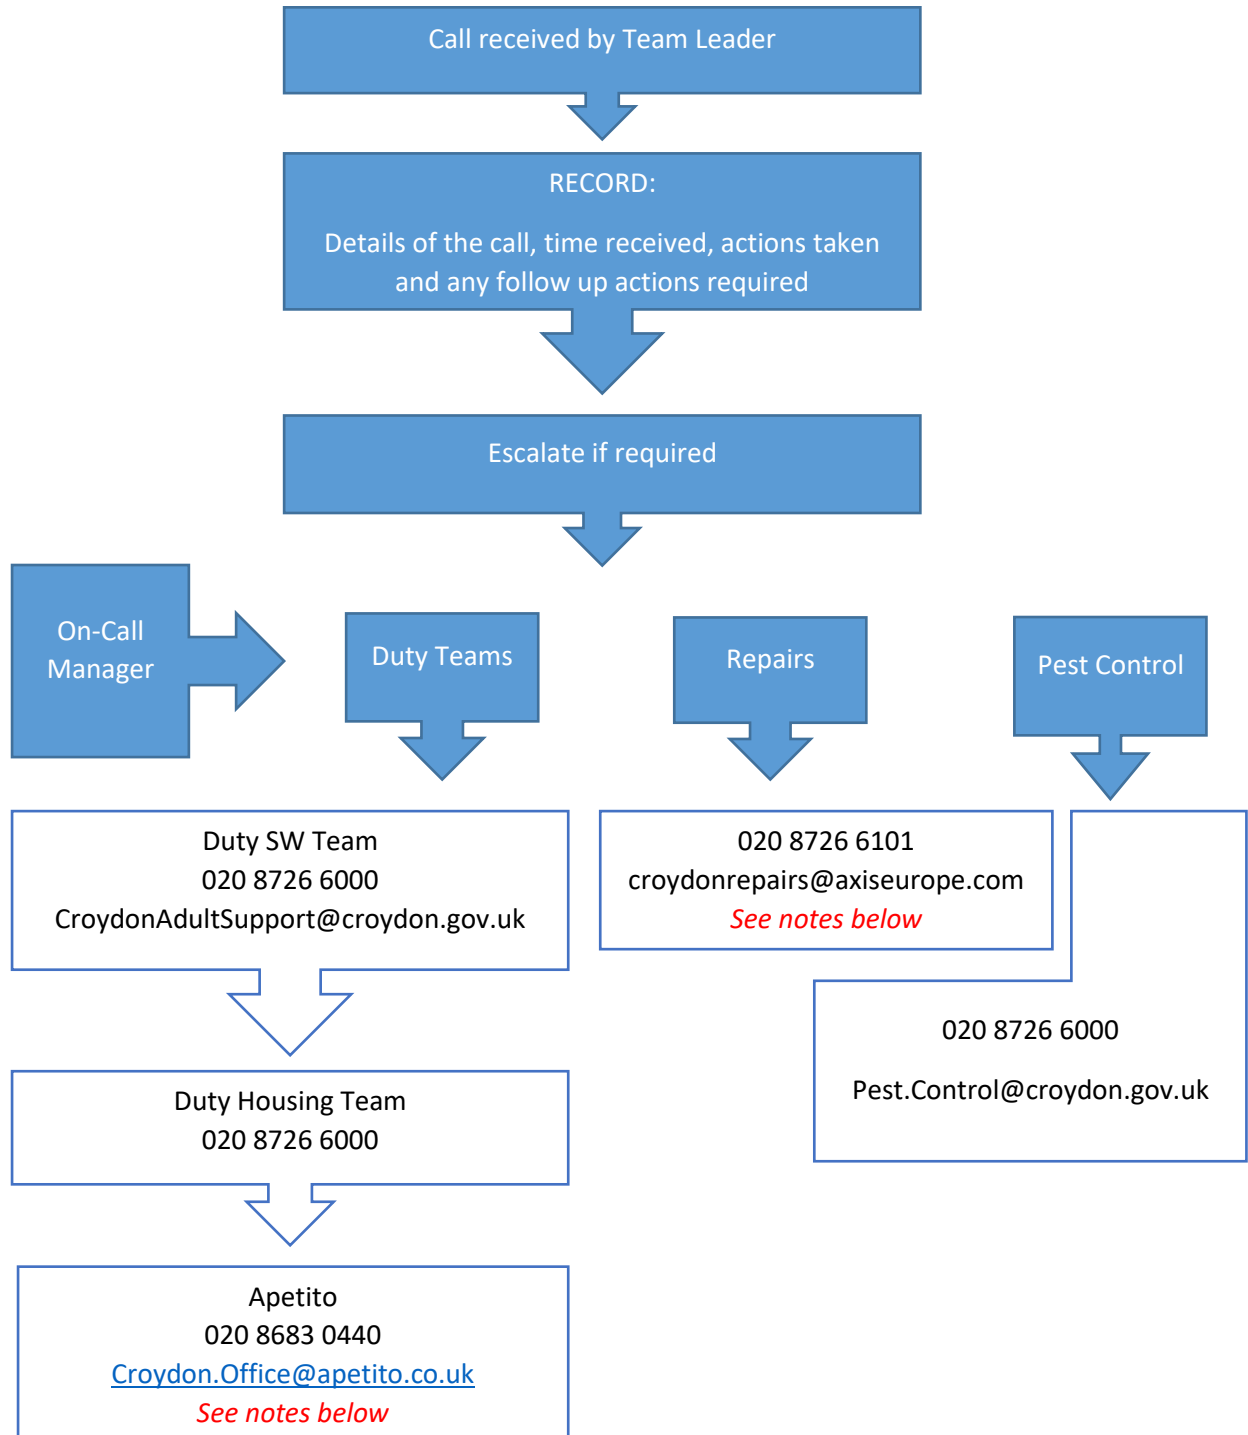 Call received by Team Leader
RECORD:
Details of the call, time received, actions taken
and any follow up actions required
Escalate if required
On-Call
Manager
Duty Teams
Repairs
Pest Control
Duty SW Team
020 8726 6000
CroydonAdultSupport@croydon.gov.uk
020 8726 6101
croydonrepairs@axiseurope.com
See notes below
020 8726 6000
Pest.Control@croydon.gov.uk
Duty Housing Team
020 8726 6000
Apetito
020 8683 0440
Croydon.Office@apetito.co.uk
See notes below